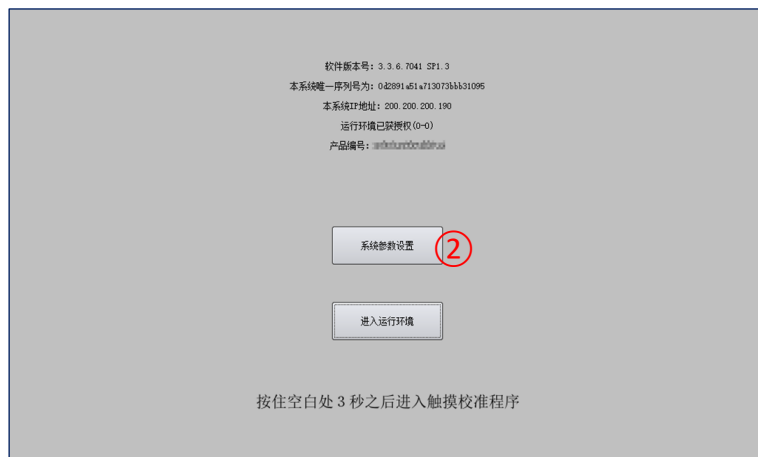 软件版本号: 3.3.6.7041 SP1.3
本系统唯一序列号为: 0d2891a51a713073bbb31095
本系统IP地址: 200.200.200.190
运行环境已获授权(0-0)
产品编号:
系统参数设置
②
进入运行环境
按住空白处 3 秒之后进入触摸校准程序